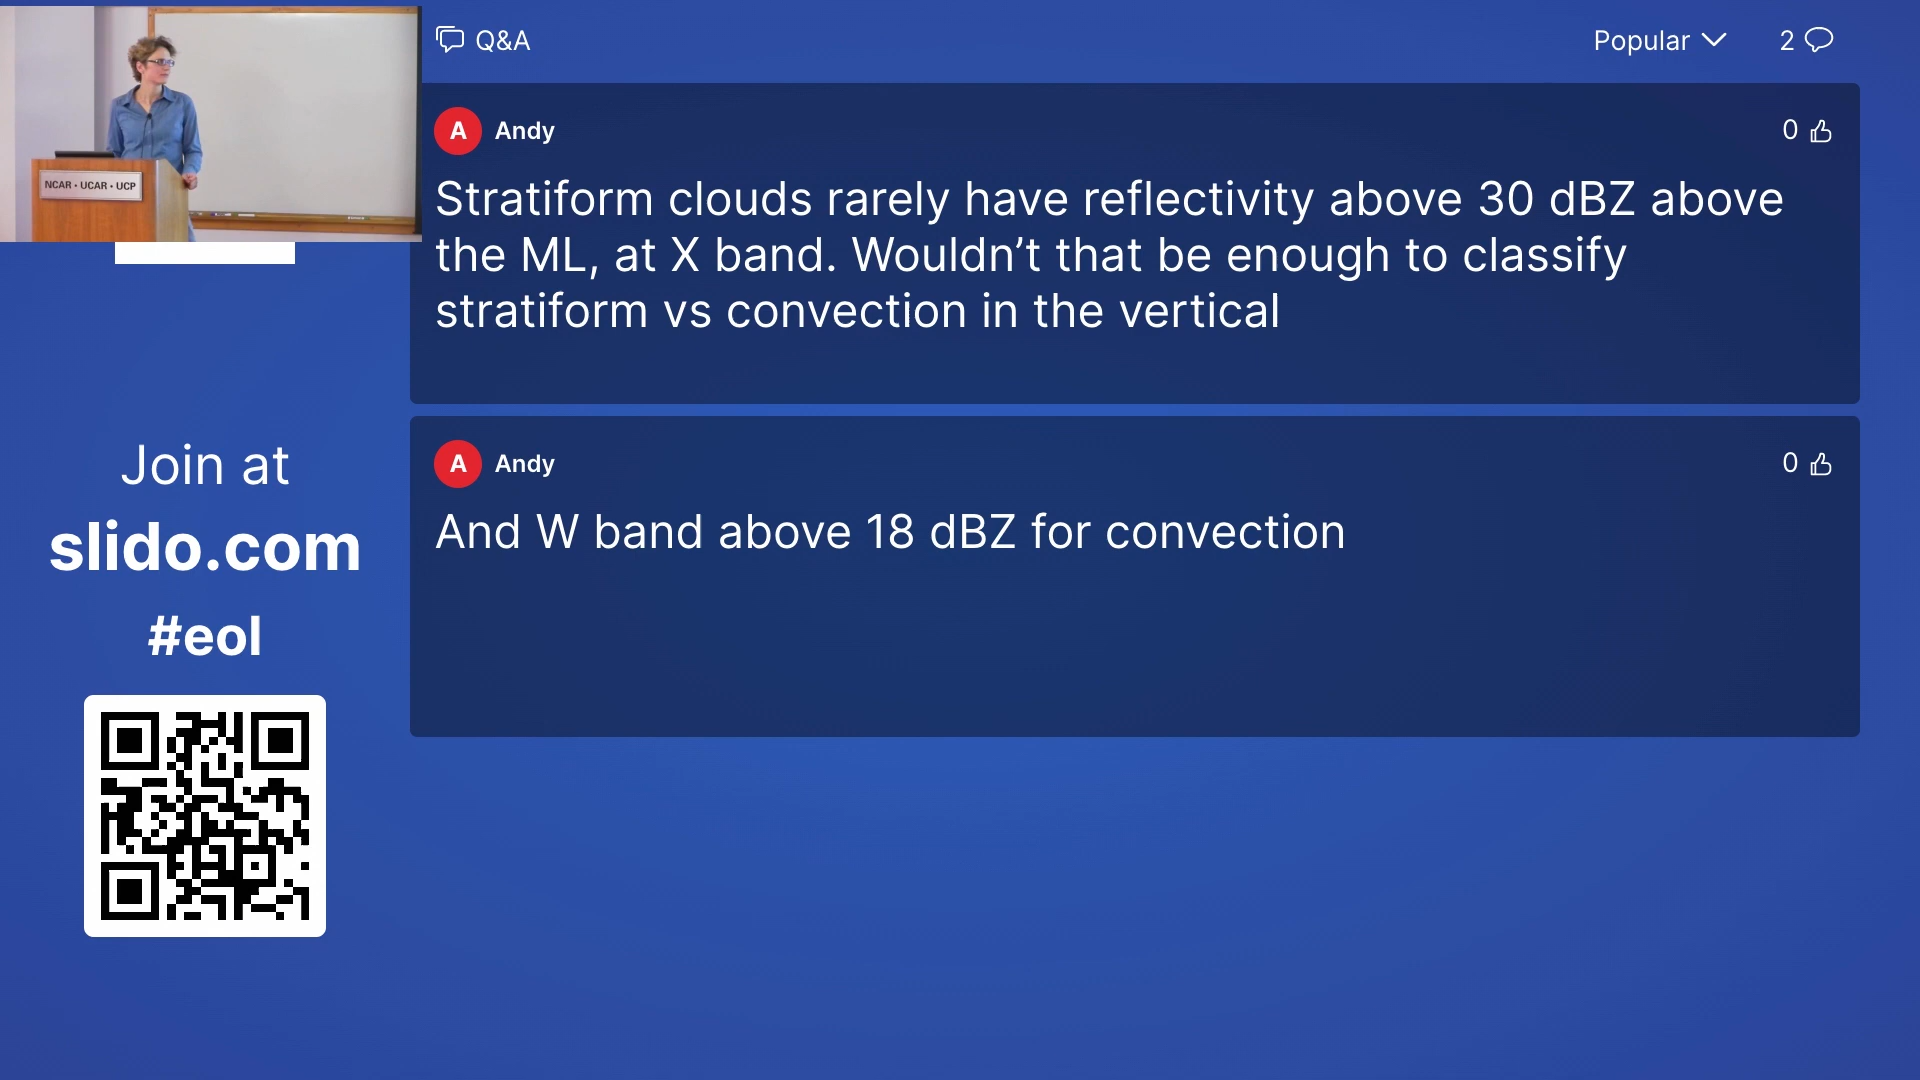 NCAR • UCAR • UCP
Q&A
Popular
2
A Andy
0
Stratiform clouds rarely have reflectivity above 30 dBZ above
the ML, at X band. Wouldn’t that be enough to classify
stratiform vs convection in the vertical
A Andy
0
And W band above 18 dBZ for convection
Join at
slido.com
#eol